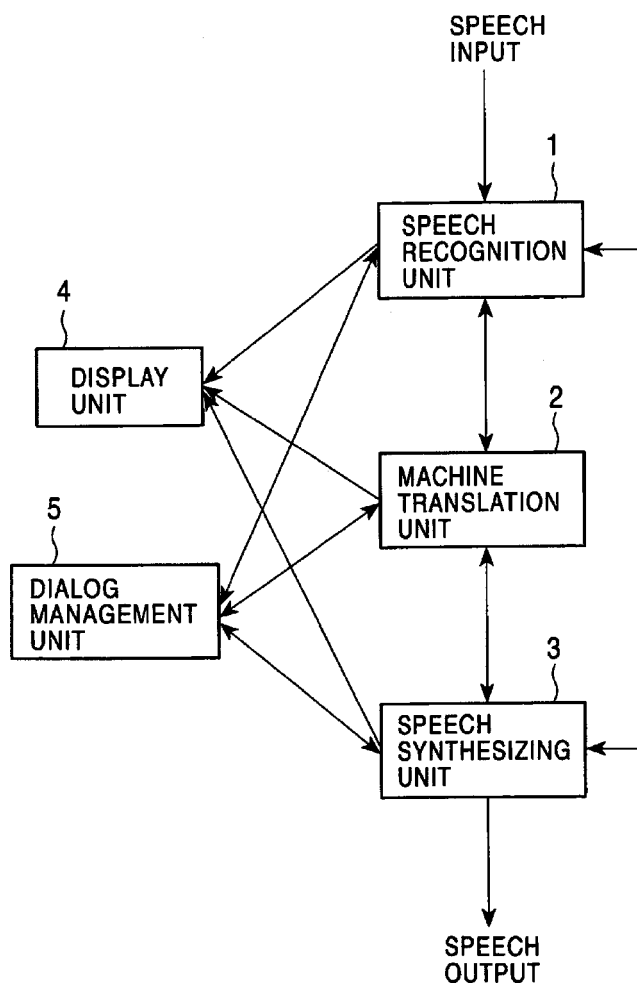 SPEECH
INPUT
1
SPEECH
RECOGNITION
UNIT
4
DISPLAY
UNIT
2
MACHINE
TRANSLATION
UNIT
5
DIALOG
MANAGEMENT
UNIT
3
SPEECH
SYNTHESIZING
UNIT
SPEECH
OUTPUT